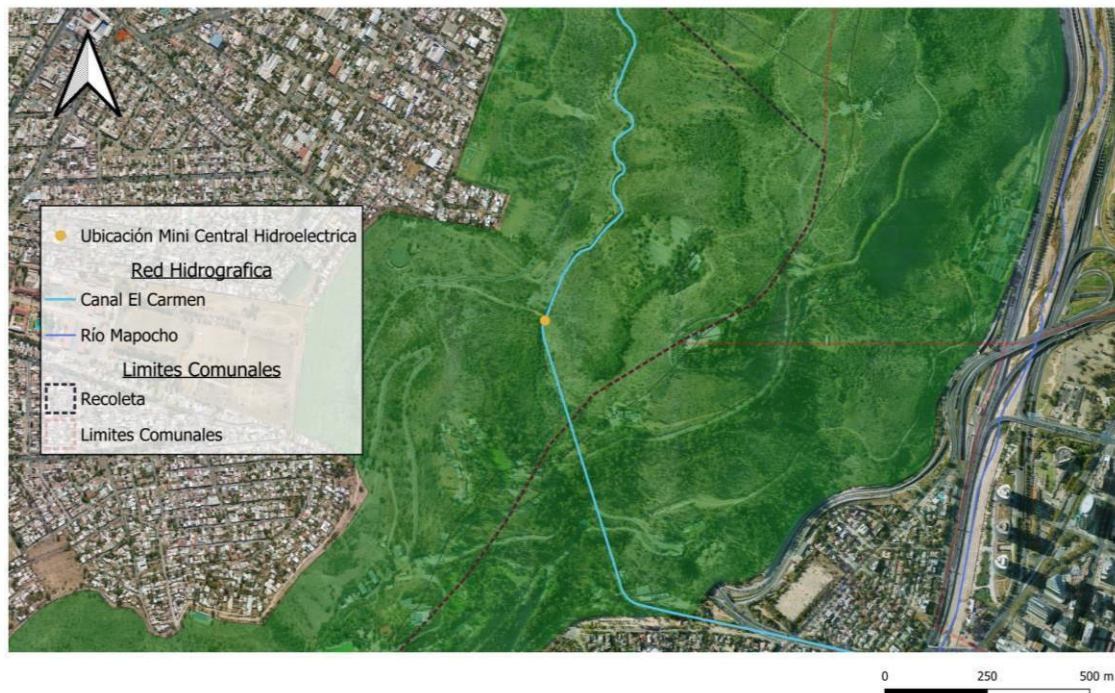 Ubicación Mini Central Hidroelectrica
Red Hidrografica
Canal El Carmen
Río Mapocho
Limites Comunales
Recoleta
Limites Comunales
0 250 500 m